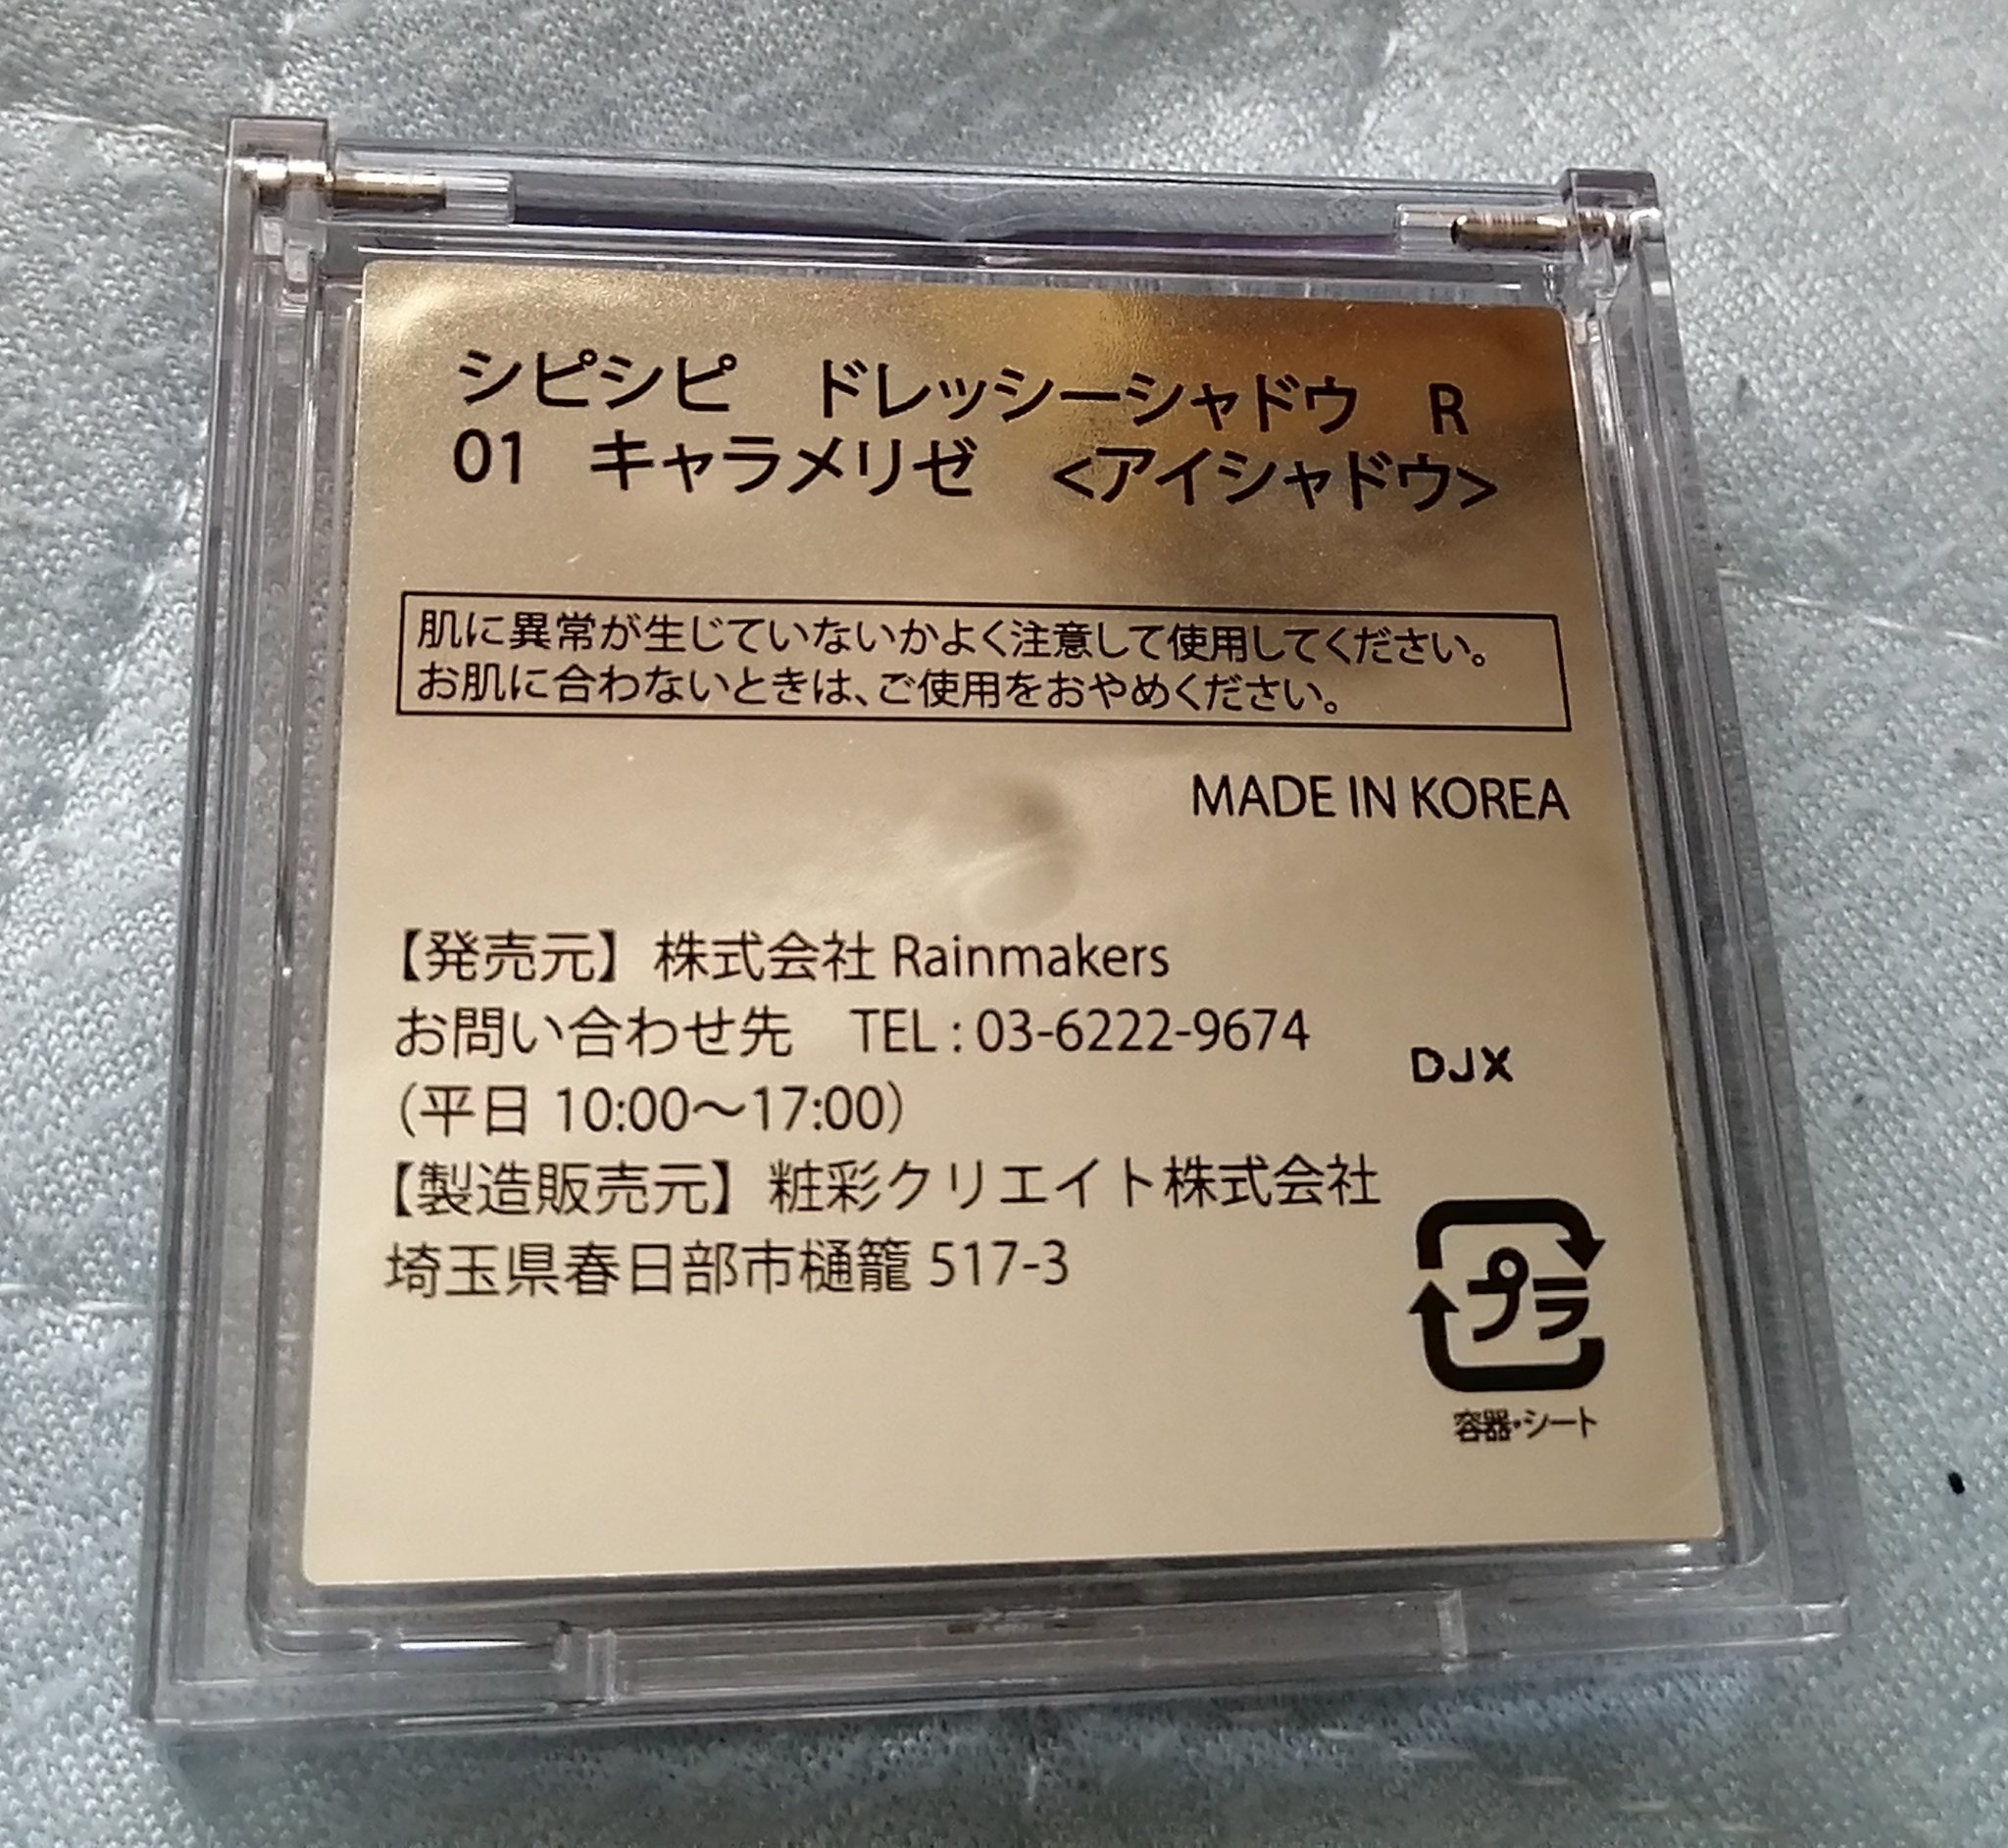 シピシピ　ドレッシーシャドウ　R
01　キャラメリゼ　<アイシャドウ>
肌に異常が生じていないかよく注意して使用してください。
お肌に合わないときは、ご使用をおやめください。
MADE IN KOREA
【発売元】株式会社 Rainmakers
お問い合わせ先　TEL : 03-6222-9674
（平日 10:00〜17:00）
DJX
【製造販売元】粧彩クリエイト株式会社
埼玉県春日部市樋籠 517-3
プラ
容器・シート